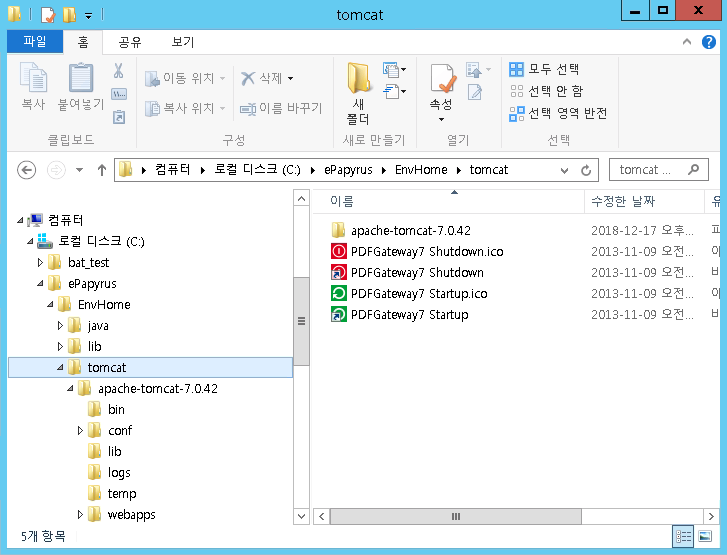 tomcat
파일 홈 공유 보기
복사 붙여넣기 이동 위치 복사 위치 삭제 이름 바꾸기 새 폴더 속성 모두 선택 선택 안 함 선택 영역 반전
클립보드 구성 새로 만들기 열기 선택
컴퓨터 로컬 디스크 (C:) ePapyrus EnvHome tomcat tomcat ...
이름 수정한 날짜 유
컴퓨터
로컬 디스크 (C:)
bat_test
ePapyrus
EnvHome
java
lib
tomcat
apache-tomcat-7.0.42
bin
conf
lib
logs
temp
webapps
apache-tomcat-7.0.42 2018-12-17 오후...
PDFGateway7 Shutdown.ico 2013-11-09 오전...
PDFGateway7 Shutdown 2013-11-09 오전...
PDFGateway7 Startup.ico 2013-11-09 오전...
PDFGateway7 Startup 2013-11-09 오전...
5개 항목